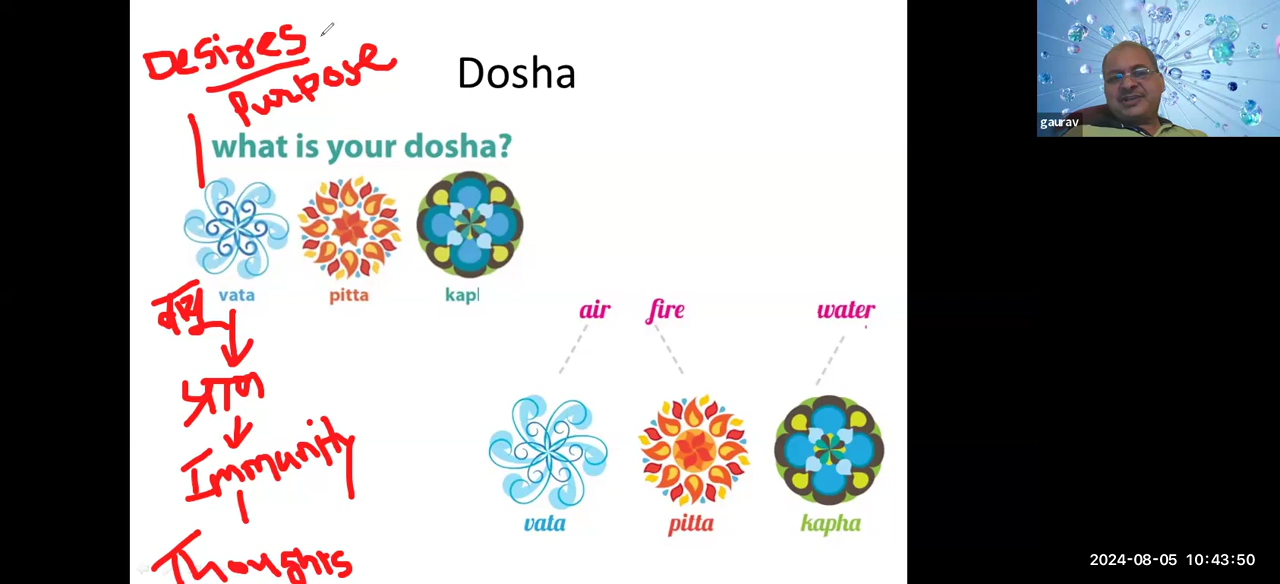 Desires
Purpose
Dosha
gaurav
what is your dosha?
vata pitta kapl
वायु
air fire water
प्राण
Immunity
vata pitta kapha
Thoughts
2024-08-05 10:43:50